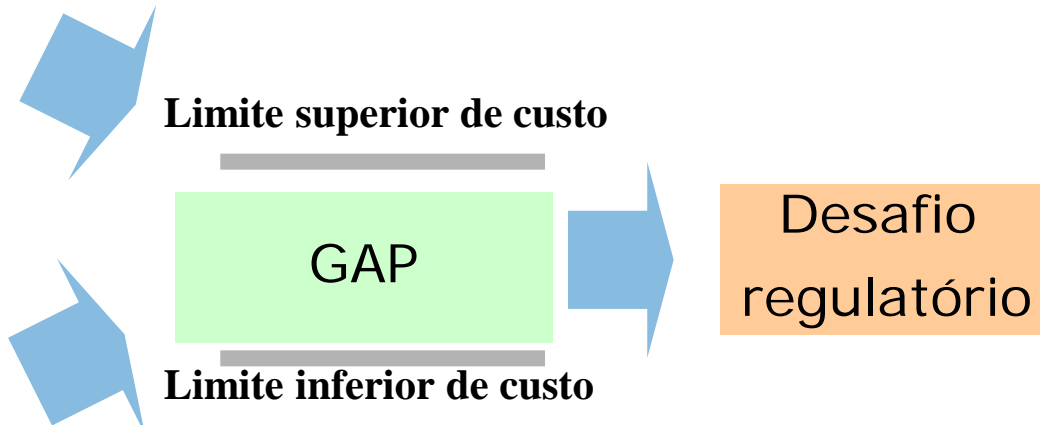 Limite superior de custo
GAP
Desafio
regulatório
Limite inferior de custo